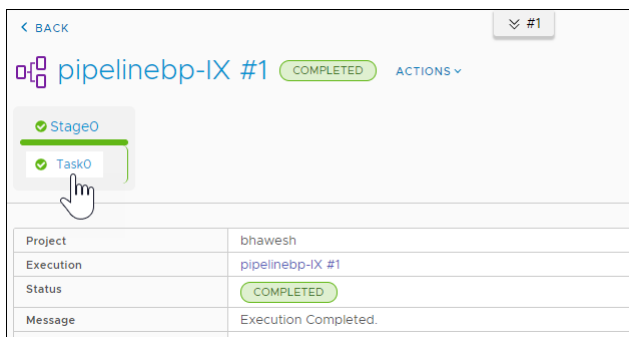 BACK
#1
pipelinebp-IX #1 COMPLETED ACTIONS
Stage0
Task0
Project bhawesh
Execution pipelinebp-IX #1
Status COMPLETED
Message Execution Completed.